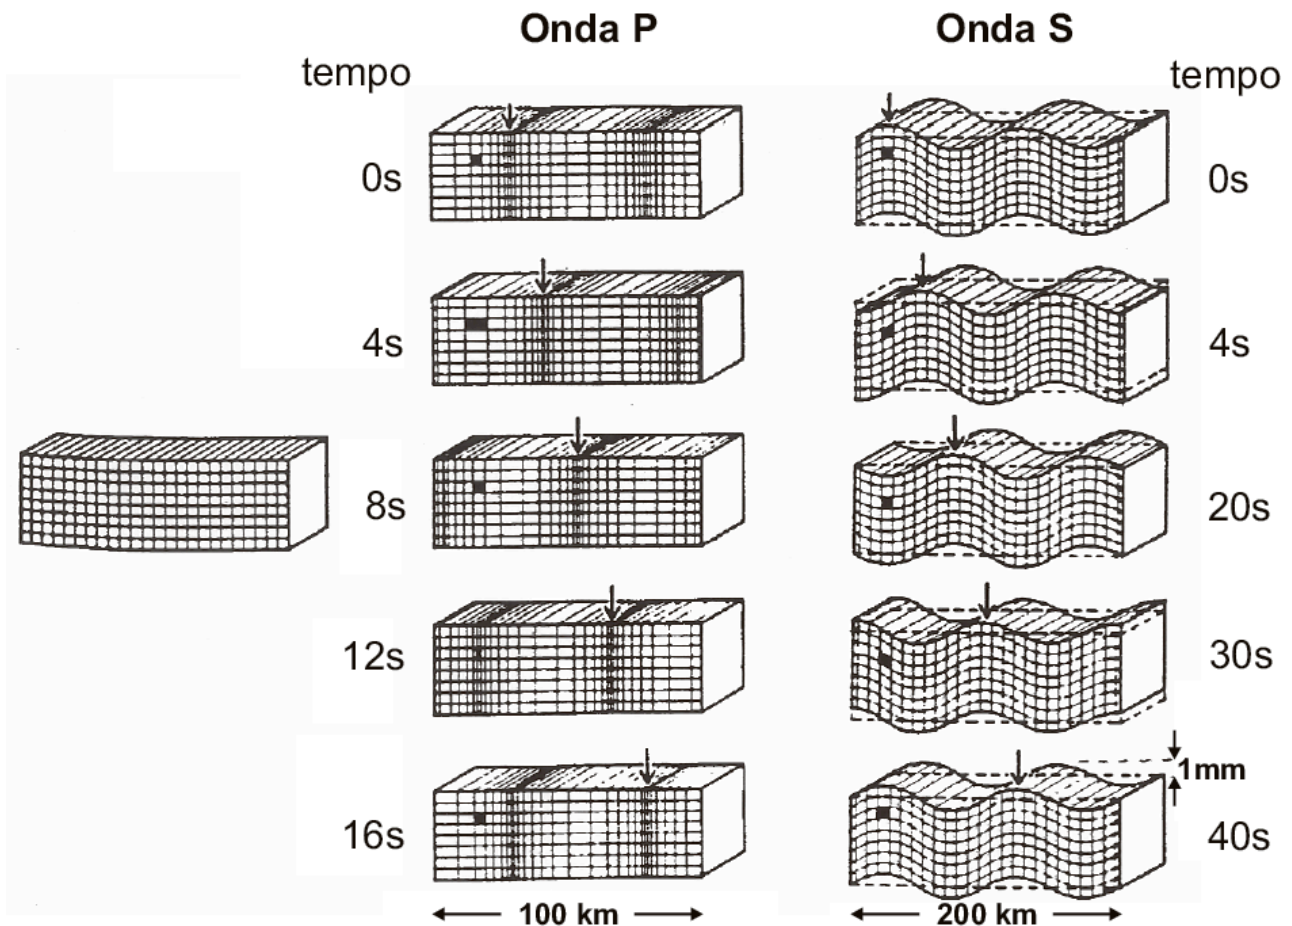 Onda P Onda S
tempo tempo
0s 0s
4s 4s
8s 20s
12s 30s
1mm
16s 40s
100 km 200 km